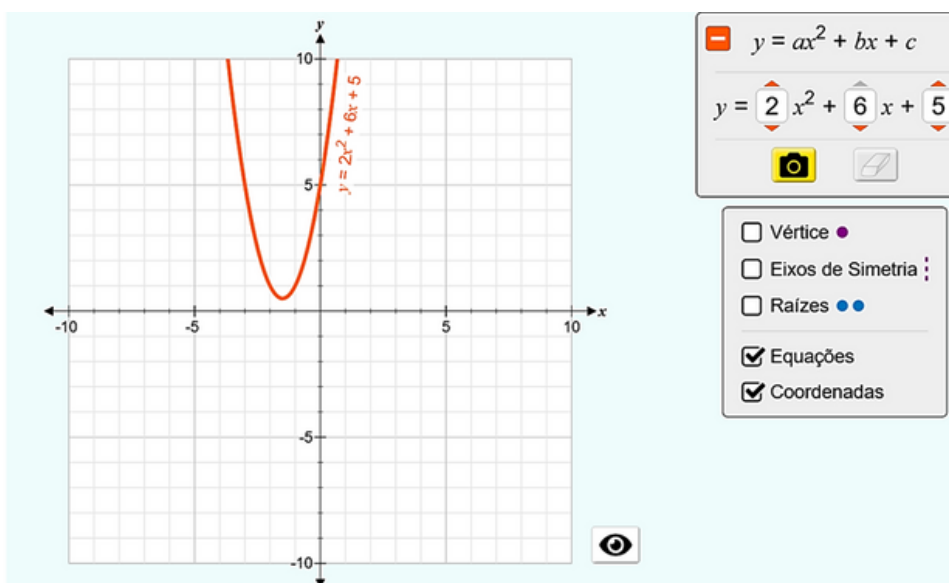 y = ax² + bx + c
y = 2 x² + 6 x + 5
Vértice
Eixos de Simetria
Raízes
Equações
Coordenadas
y
10
y = 2x² + 6x + 5
5
-10
-5
5
10
x
-5
-10